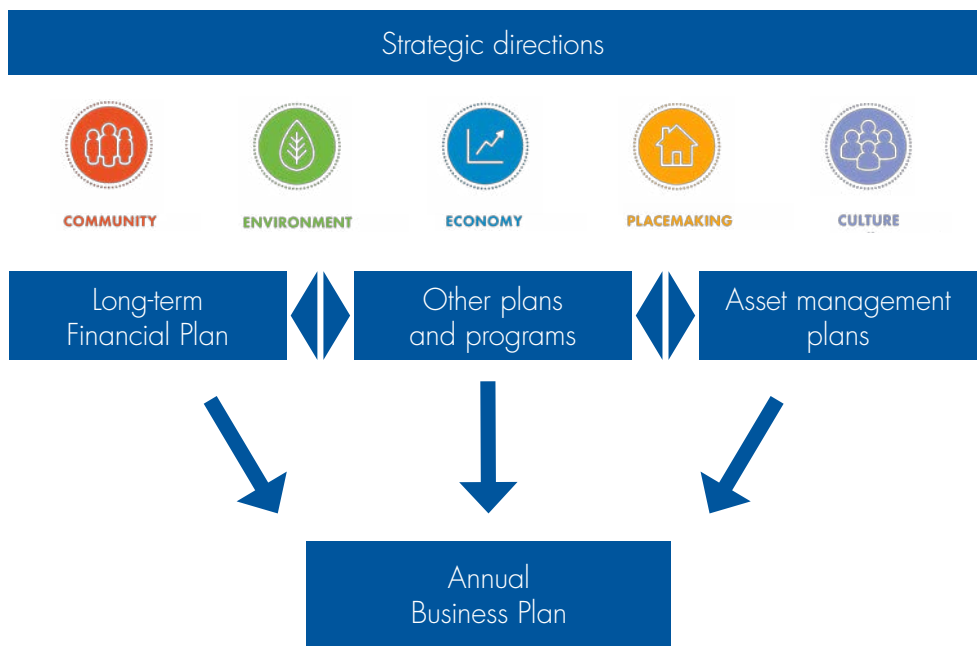 Strategic directions
COMMUNITY
ENVIRONMENT
ECONOMY
PLACEMAKING
CULTURE
Long-term
Financial Plan
Other plans
and programs
Asset management
plans
Annual
Business Plan